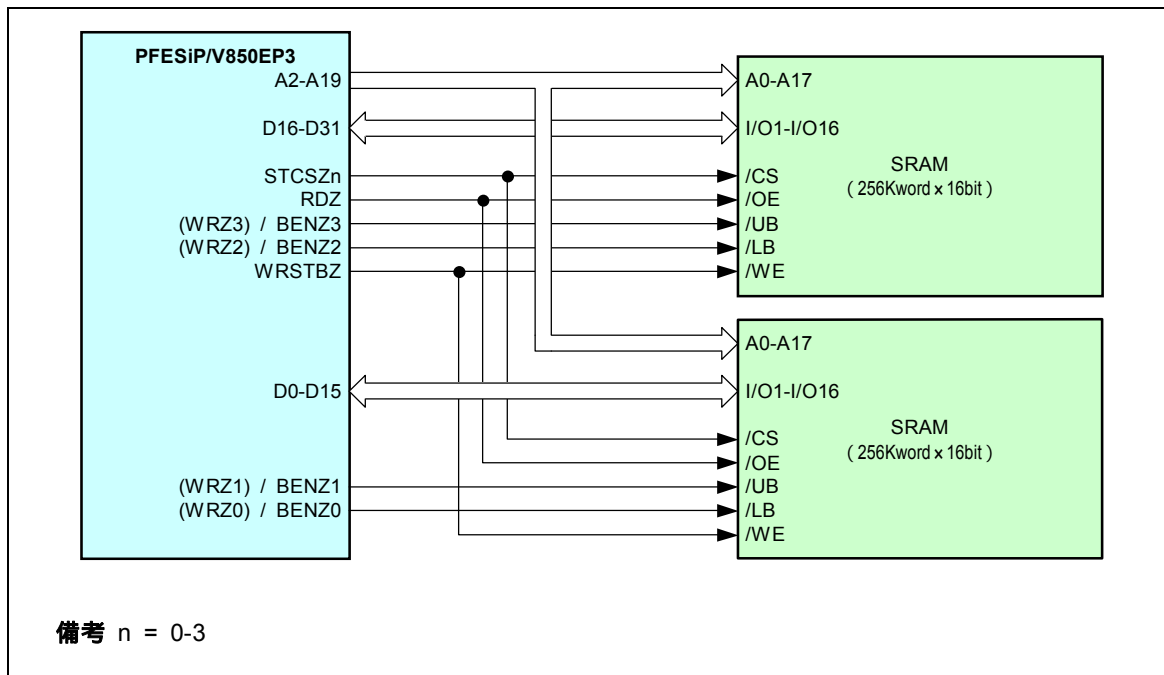 PFESiP/V850EP3
A2-A19
D16-D31
STCSZn
RDZ
(WRZ3) / BENZ3
(WRZ2) / BENZ2
WRSTBZ
D0-D15
(WRZ1) / BENZ1
(WRZ0) / BENZ0
A0-A17
I/O1-I/O16
SRAM
(256Kword×16bit)
/CS
/OE
/UB
/LB
/WE
A0-A17
I/O1-I/O16
SRAM
(256Kword×16bit)
/CS
/OE
/UB
/LB
/WE
備考 n = 0-3